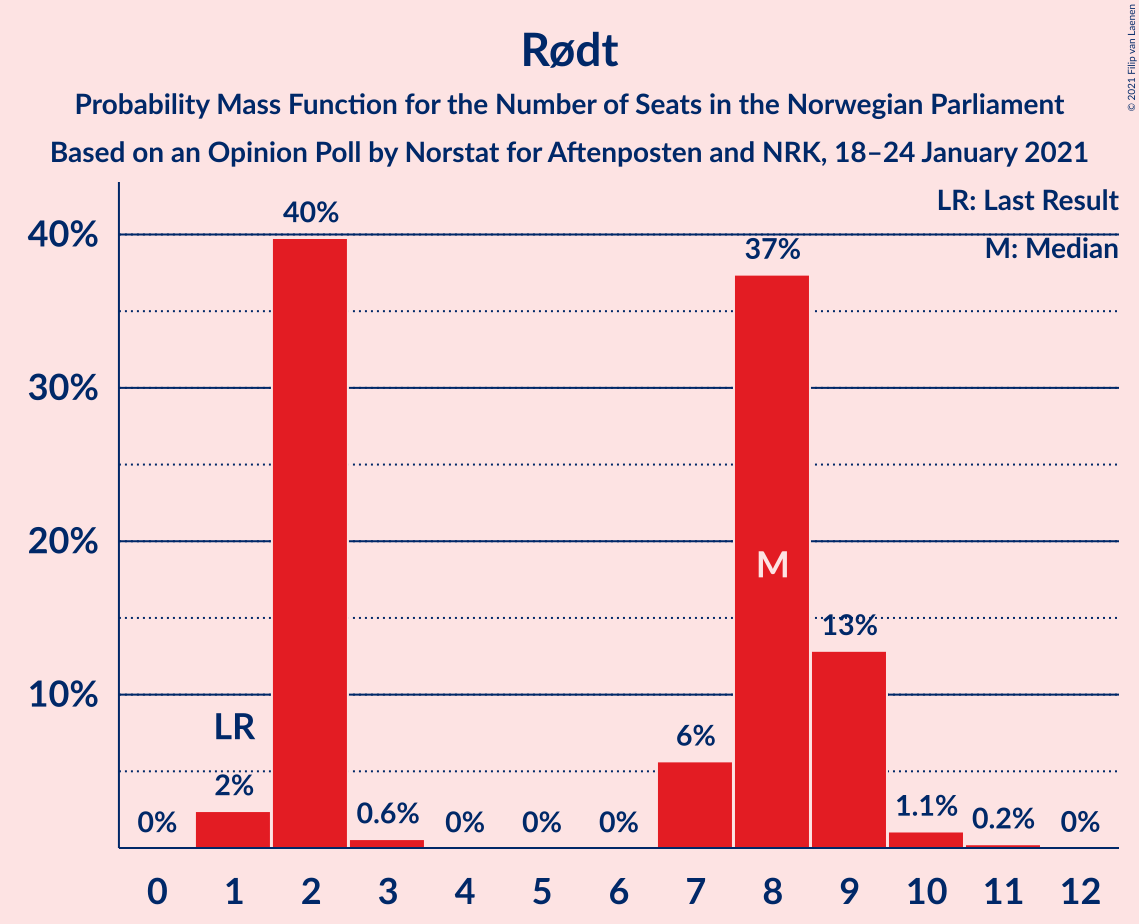 Rødt
Probability Mass Function for the Number of Seats in the Norwegian Parliament
Based on an Opinion Poll by Norstat for Aftenposten and NRK, 18–24 January 2021
© 2021 Filip van Laenen
LR: Last Result
M: Median
40%
30%
20%
10%
0%
LR
2%
40%
0.6%
0%
0%
0%
6%
37%
M
13%
1.1%
0.2%
0%
0 1 2 3 4 5 6 7 8 9 10 11 12